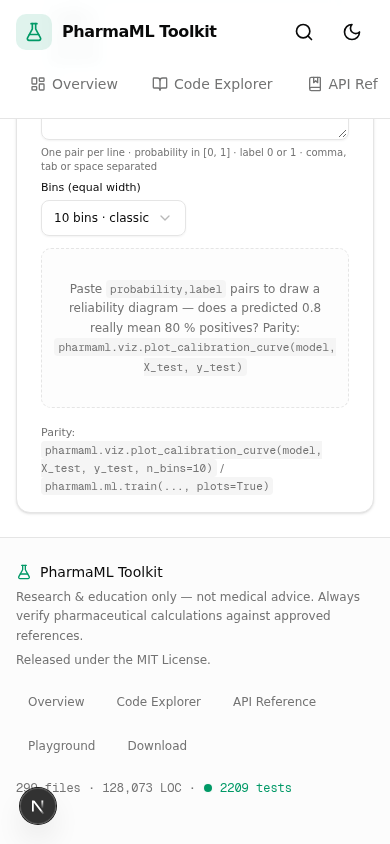 PharmaML Toolkit
Overview
Code Explorer
API Ref
One pair per line · probability in [0, 1] · label 0 or 1 · comma,
tab or space separated
Bins (equal width)
10 bins · classic
Paste probability,label pairs to draw a
reliability diagram — does a predicted 0.8
really mean 80 % positives? Parity:
pharmaml.viz.plot_calibration_curve(model,
X_test, y_test)
Parity:
pharmaml.viz.plot_calibration_curve(model,
X_test, y_test, n_bins=10) /
pharmaml.ml.train(..., plots=True)
PharmaML Toolkit
Research & education only — not medical advice. Always
verify pharmaceutical calculations against approved
references.
Released under the MIT License.
Overview
Code Explorer
API Reference
Playground
Download
299 files · 128,073 LOC · ● 2209 tests
N